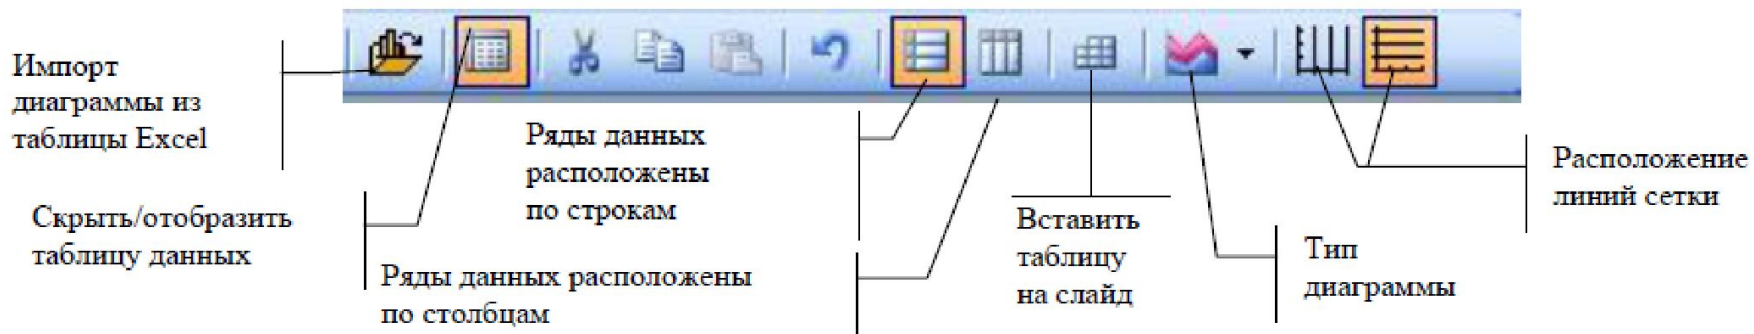 Импорт
диаграммы из
таблицы Excel
Скрыть/отобразить
таблицу данных
Ряды данных
расположены
по строкам
Ряды данных расположены
по столбцам
Вставить
таблицу
на слайд
Тип
диаграммы
Расположение
линий сетки